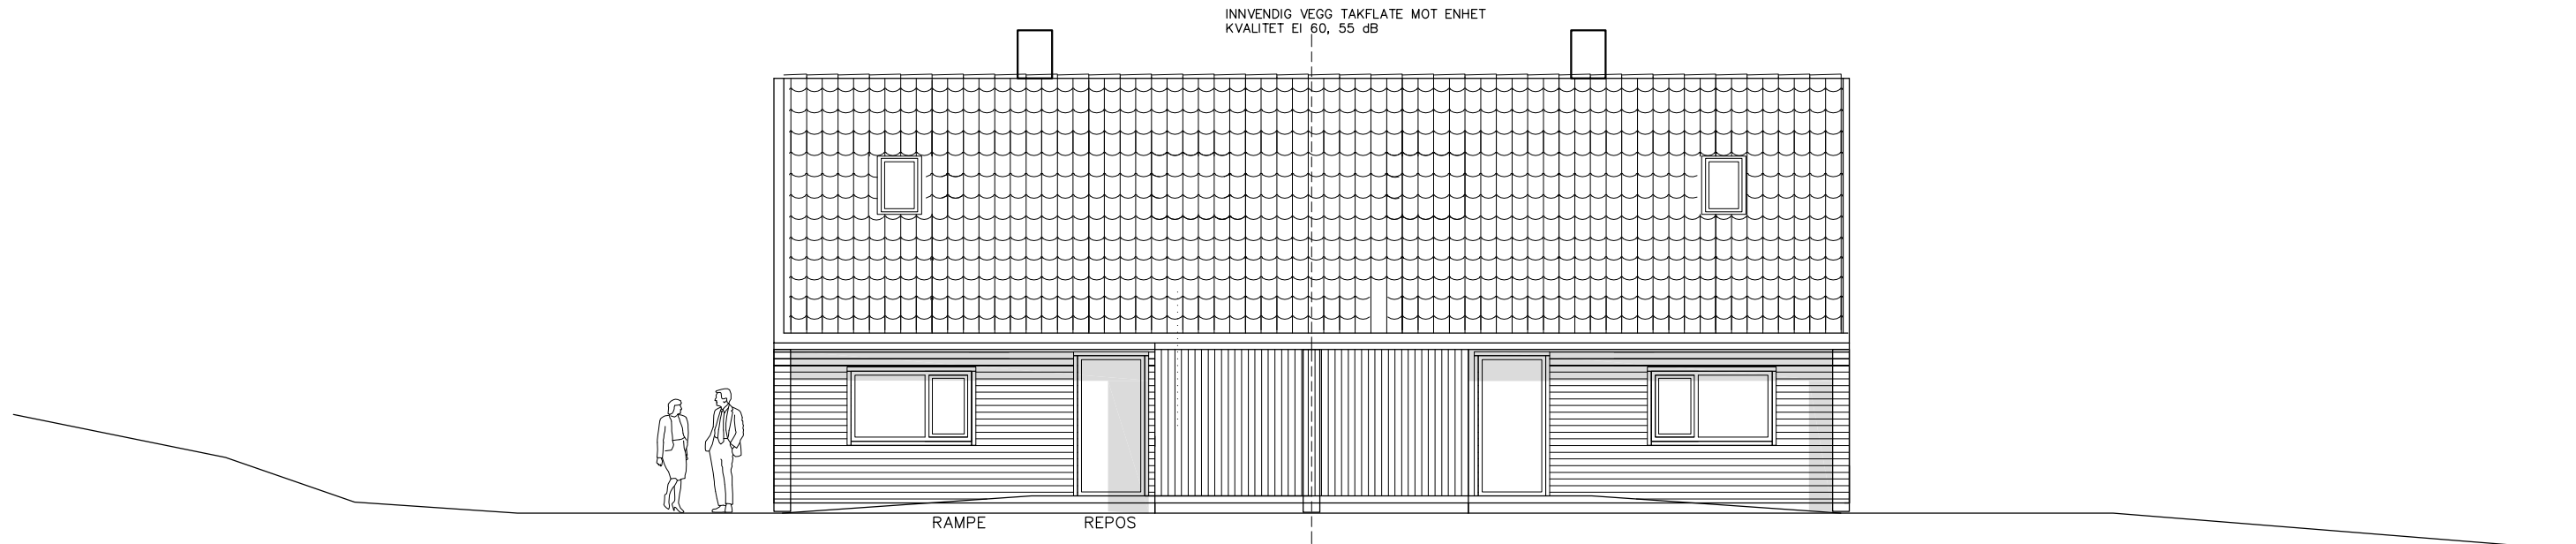 INNVENDIG VEGG TAKFLATE MOT ENHET
KVALITET EI 60, 55 dB
RAMPE
REPOS